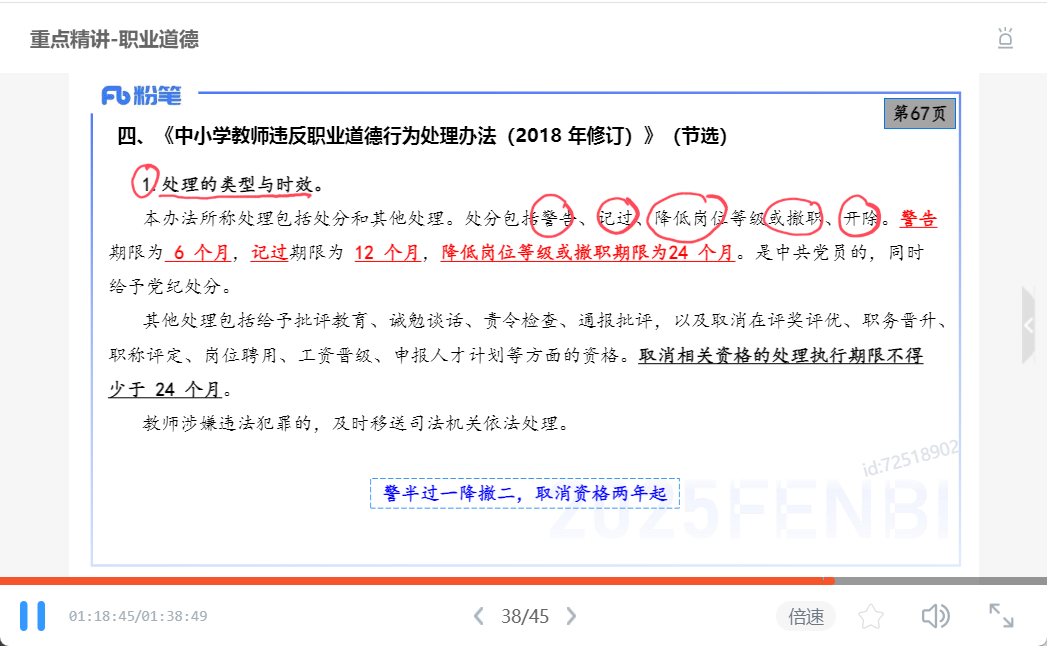 重点精讲-职业道德
粉笔
第67页
四、《中小学教师违反职业道德行为处理办法（2018 年修订）》（节选）
1.处理的类型与时效。
本办法所称处理包括处分和其他处理。处分包括警告、记过、降低岗位等级或撤职、开除。警告
期限为 6 个月，记过期限为 12 个月，降低岗位等级或撤职期限为24 个月。是中共党员的，同时
给予党纪处分。
其他处理包括给予批评教育、诫勉谈话、责令检查、通报批评，以及取消在评奖评优、职务晋升、
职称评定、岗位聘用、工资晋级、申报人才计划等方面的资格。取消相关资格的处理执行期限不得
少于 24 个月。
教师涉嫌违法犯罪的，及时移送司法机关依法处理。
id:72518902
警半过一降撤二，取消资格两年起
2025FENBI
01:18:45/01:38:49
38/45
倍速